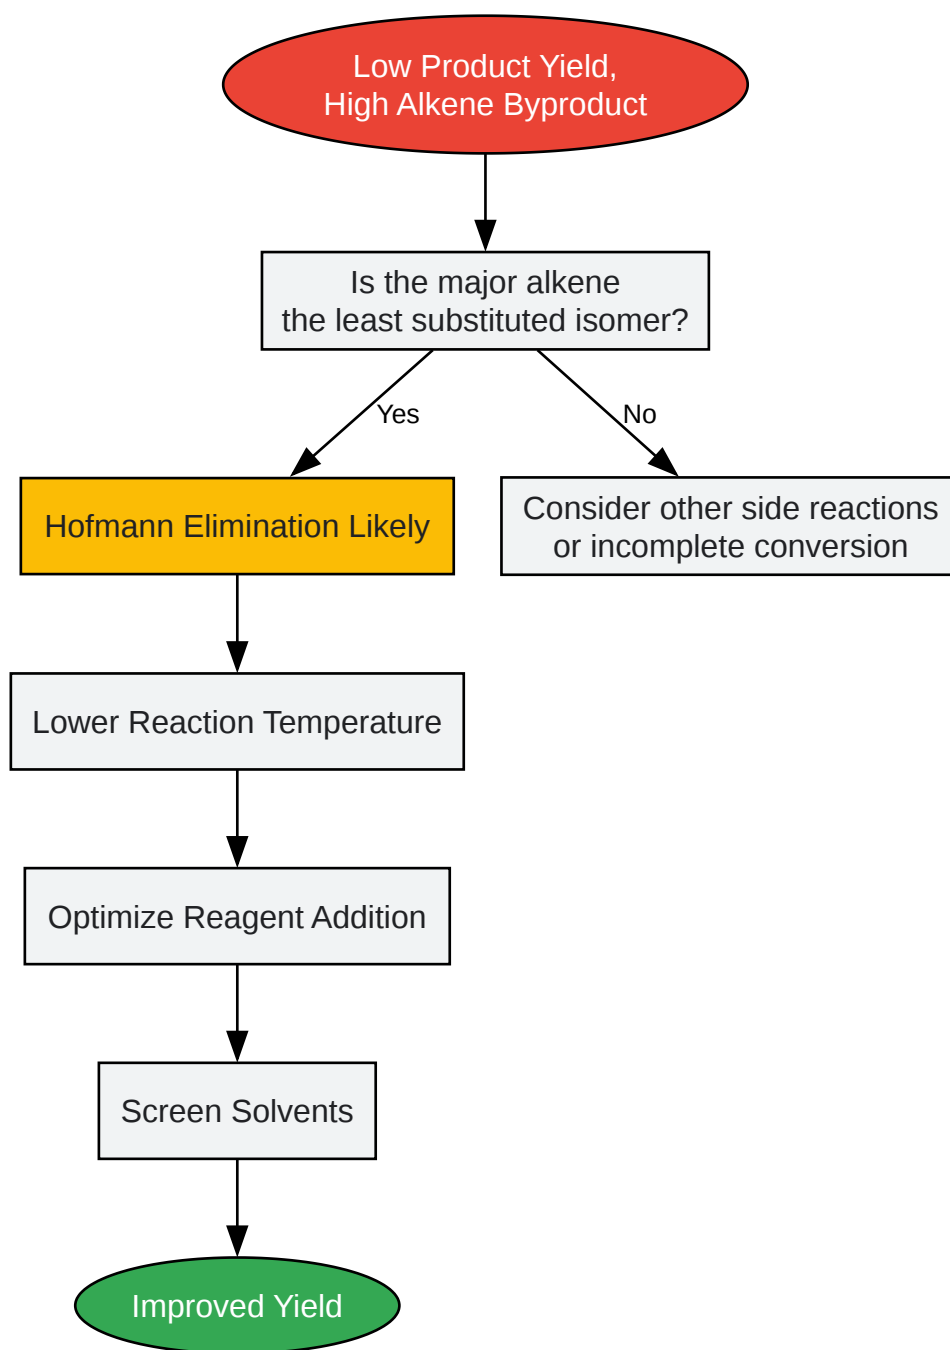 Low Product Yield,
High Alkene Byproduct
Is the major alkene
the least substituted isomer?
Yes
No
Hofmann Elimination Likely
Consider other side reactions
or incomplete conversion
Lower Reaction Temperature
Optimize Reagent Addition
Screen Solvents
Improved Yield